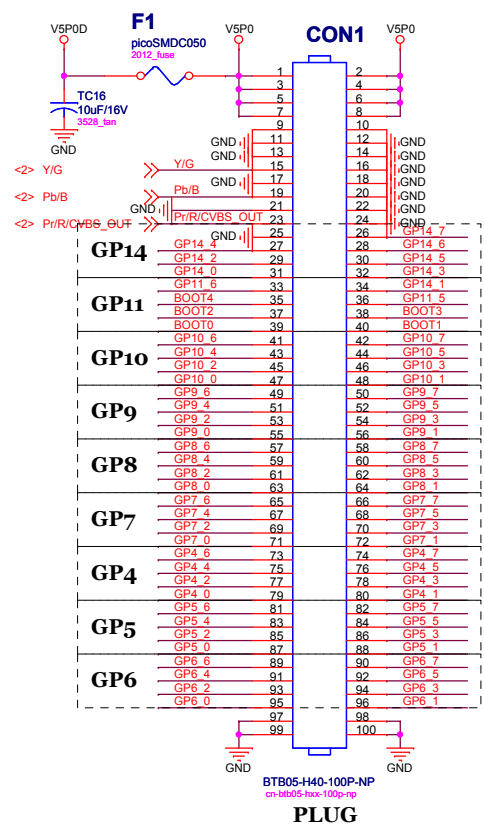 F1
V5P0D
picoSMDC050
2012_fuse
V5P0
CON1
V5P0
TC16
10uF/16V
3528_tan
GND
1 2
3 4
5 6
7 8
9 10
GND 11 12 GND
GND 13 14 GND
<2> Y/G Y/G 15 16 GND
GND 17 18 GND
<2> Pb/B Pb/B 19 20 GND
GND 21 22 GND
<2> Pr/R/CVBS_OUT Pr/R/CVBS_OUT 23 24 GND
GND 25 26 GP14_7
GP14
GP14_4 27 28 GP14_6
GP14_2 29 30 GP14_5
GP14_0 31 32 GP14_3
GP11_6 33 34 GP14_1
GP11
BOOT4 35 36 GP11_5
BOOT2 37 38 BOOT3
BOOT0 39 40 BOOT1
GP10_6 41 42 GP10_7
GP10
GP10_4 43 44 GP10_5
GP10_2 45 46 GP10_3
GP10_0 47 48 GP10_1
GP9_6 49 50 GP9_7
GP9
GP9_4 51 52 GP9_5
GP9_2 53 54 GP9_3
GP9_0 55 56 GP9_1
GP8_6 57 58 GP8_7
GP8
GP8_4 59 60 GP8_5
GP8_2 61 62 GP8_3
GP8_0 63 64 GP8_1
GP7_6 65 66 GP7_7
GP7
GP7_4 67 68 GP7_5
GP7_2 69 70 GP7_3
GP7_0 71 72 GP7_1
GP4_6 73 74 GP4_7
GP4
GP4_4 75 76 GP4_5
GP4_2 77 78 GP4_3
GP4_0 79 80 GP4_1
GP5_6 81 82 GP5_7
GP5
GP5_4 83 84 GP5_5
GP5_2 85 86 GP5_3
GP5_0 87 88 GP5_1
GP6_6 89 90 GP6_7
GP6
GP6_4 91 92 GP6_5
GP6_2 93 94 GP6_3
GP6_0 95 96 GP6_1
97 98
99 100
GND GND
BTB05-H40-100P-NP
cn-btb05-hxx-100p-np
PLUG